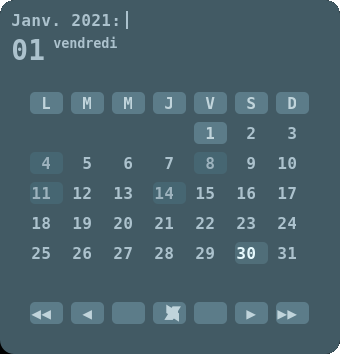 Janv. 2021:
01 vendredi
L M M J V S D
1 2 3
4 5 6 7 8 9 10
11 12 13 14 15 16 17
18 19 20 21 22 23 24
25 26 27 28 29 30 31